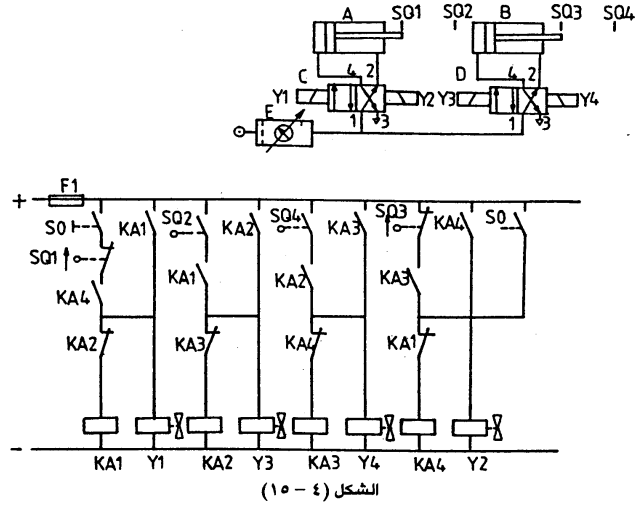 A SQ1 SQ2 B SQ3 SQ4
C 4 2 D 4 2
Y1 Y2 Y3 Y4
E 1 3 1 3
+ F1
S0 KA1 SQ2 KA2 SQ4 KA3 SQ3 KA4 S0
SQ1 KA1 KA2 KA3
KA4
KA2 KA3 KA4 KA1
-
KA1 Y1 KA2 Y3 KA3 Y4 KA4 Y2
الشكل (٤ – ١٥)